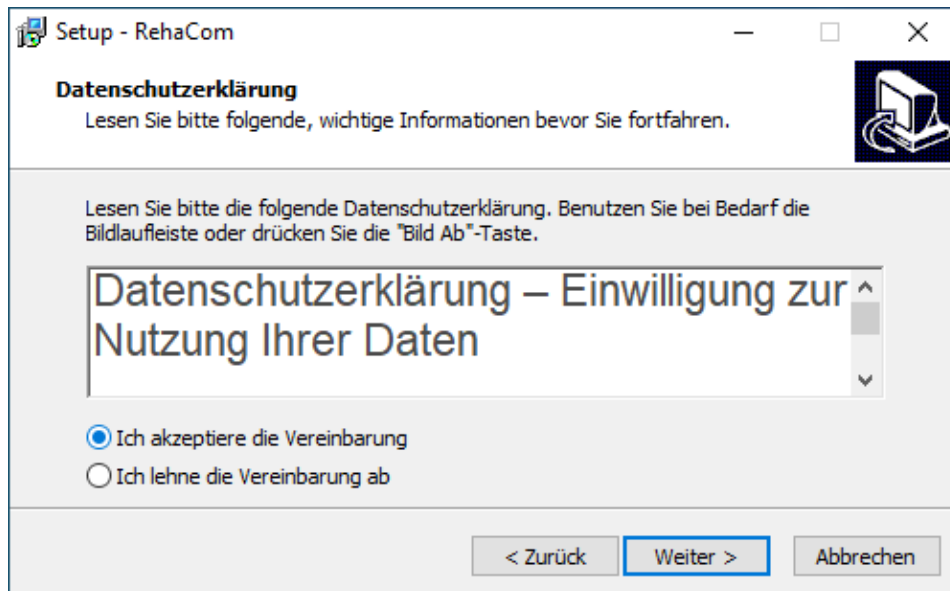 Setup - RehaCom
Datenschutzerklärung
Lesen Sie bitte folgende, wichtige Informationen bevor Sie fortfahren.
Lesen Sie bitte die folgende Datenschutzerklärung. Benutzen Sie bei Bedarf die
Bildlaufleiste oder drücken Sie die "Bild Ab"-Taste.
Datenschutzerklärung – Einwilligung zur
Nutzung Ihrer Daten
Ich akzeptiere die Vereinbarung
Ich lehne die Vereinbarung ab
< Zurück Weiter > Abbrechen